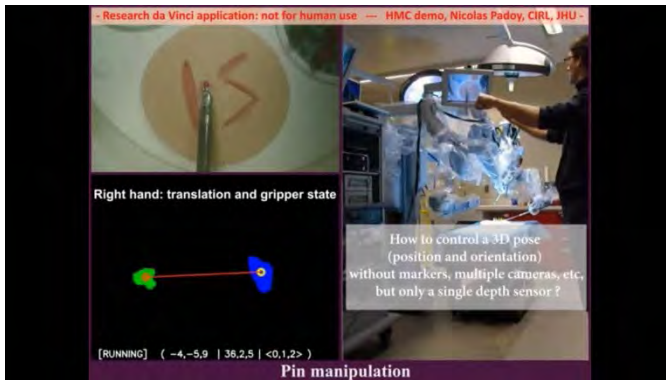 - Research da Vinci application: not for human use --- HMC demo, Nicolas Padoy, CIRL, JHU -
Right hand: translation and gripper state
[RUNNING] ( -4,-5,9 | 36,2,5 | <0,1,2> )
How to control a 3D pose
(position and orientation)
without markers, multiple cameras, etc,
but only a single depth sensor ?
Pin manipulation